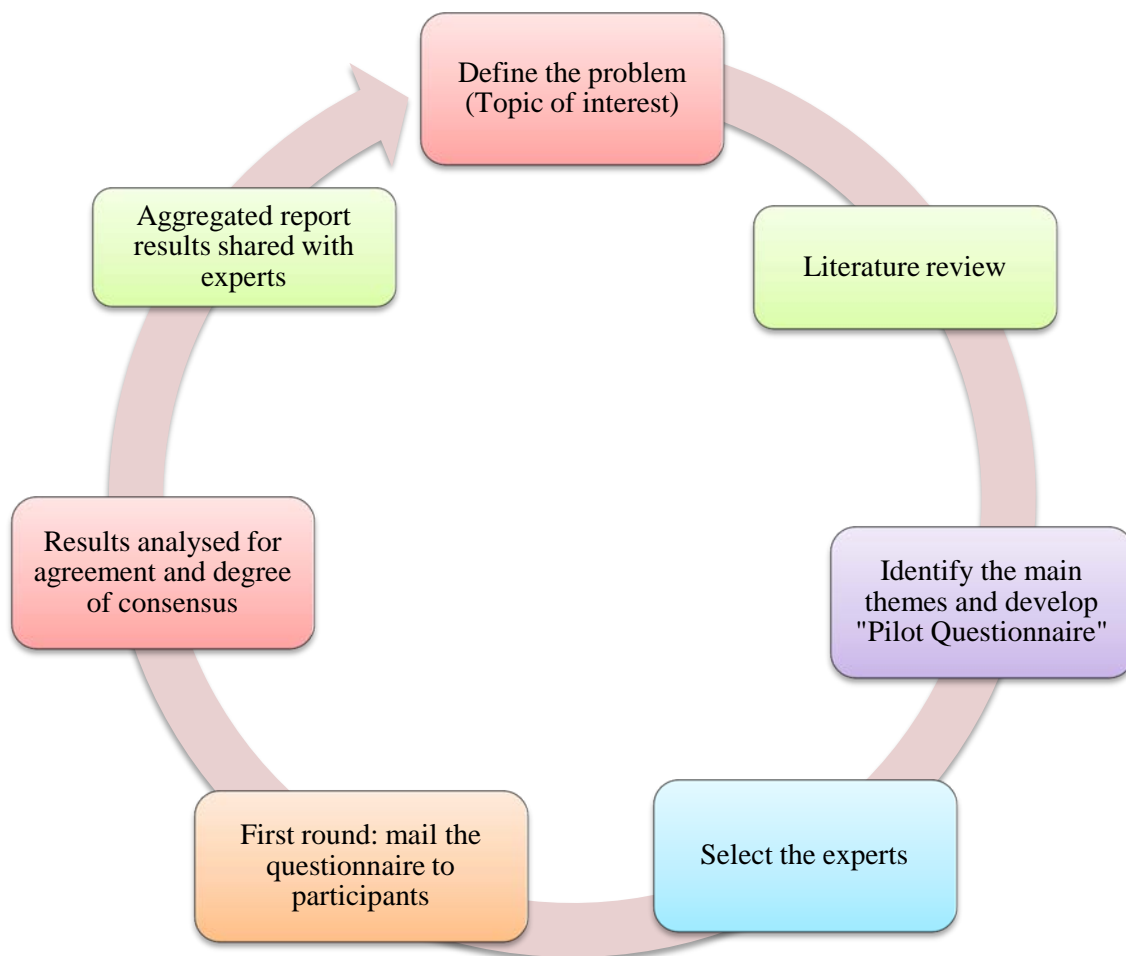 Define the problem
(Topic of interest)
Literature review
Identify the main
themes and develop
"Pilot Questionnaire"
Select the experts
First round: mail the
questionnaire to
participants
Results analysed for
agreement and degree
of consensus
Aggregated report
results shared with
experts